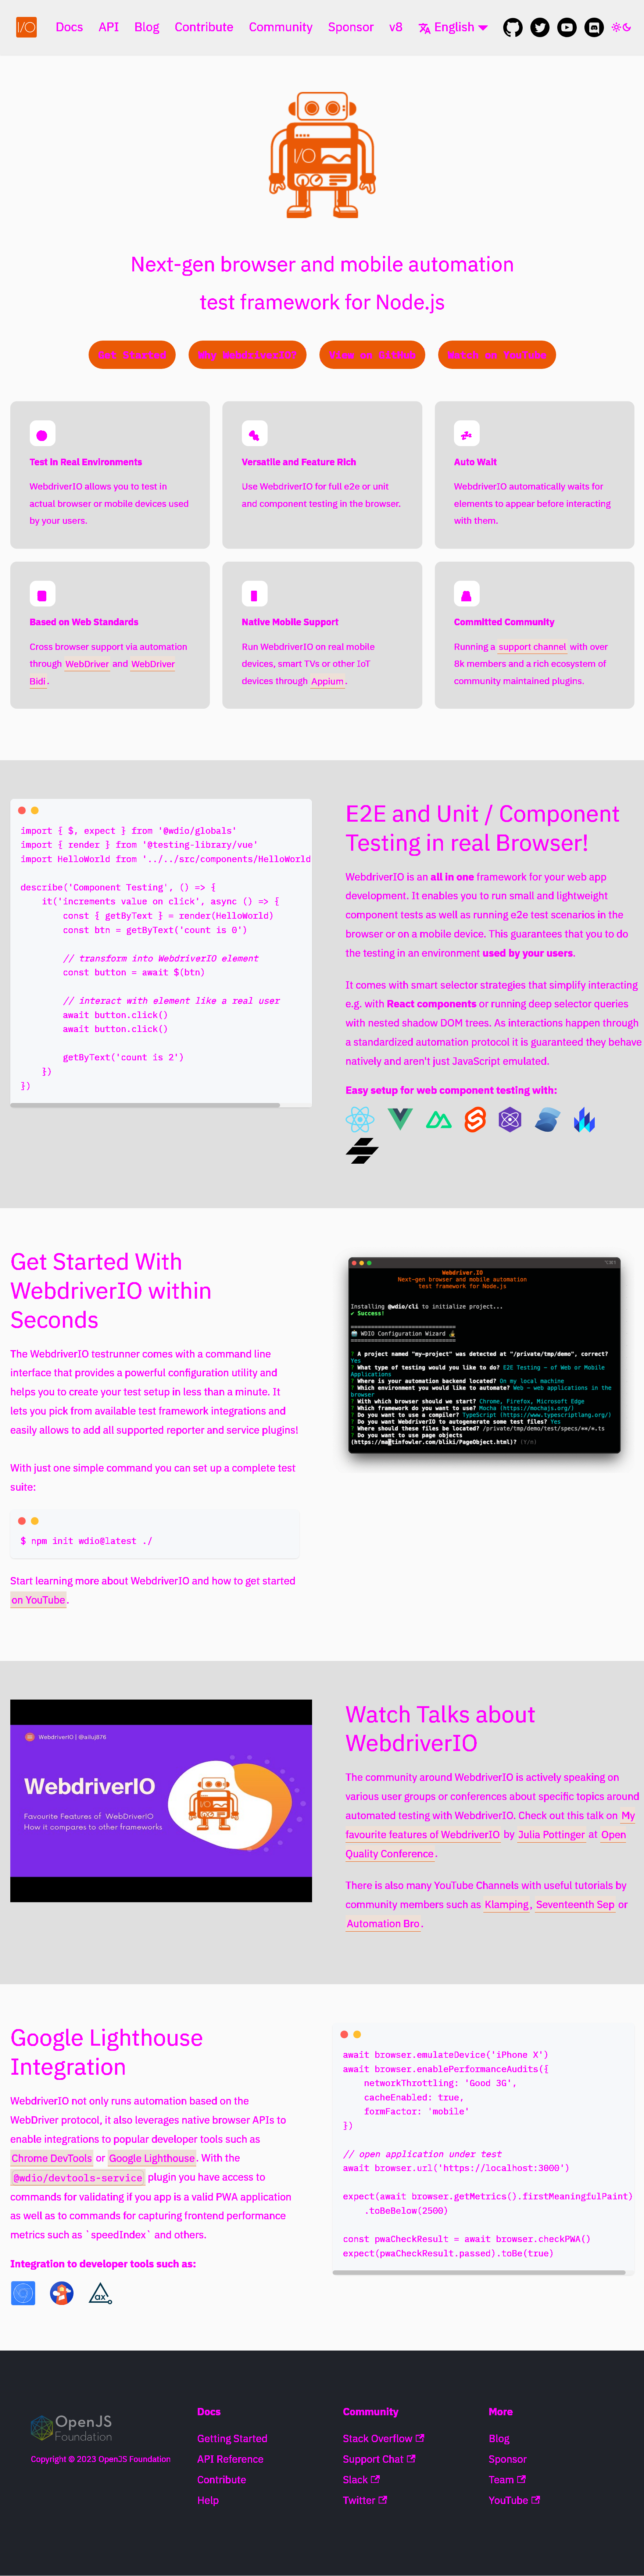 I/O Docs API Blog Contribute Community Sponsor v8 English
I/O
Next-gen browser and mobile automation
test framework for Node.js
Get Started Why WebdriverIO? View on GitHub Watch on YouTube
Test in Real Environments
WebdriverIO allows you to test in
actual browser or mobile devices used
by your users.
Versatile and Feature Rich
Use WebdriverIO for full e2e or unit
and component testing in the browser.
Auto Wait
WebdriverIO automatically waits for
elements to appear before interacting
with them.
Based on Web Standards
Cross browser support via automation
through WebDriver and WebDriver
Bidi.
Native Mobile Support
Run WebdriverIO on real mobile
devices, smart TVs or other IoT
devices through Appium.
Committed Community
Running a support channel with over
8k members and a rich ecosystem of
community maintained plugins.
import { $, expect } from '@wdio/globals'
import { render } from '@testing-library/vue'
import HelloWorld from '../../src/components/HelloWorld
describe('Component Testing', () => {
it('increments value on click', async () => {
const { getByText } = render(HelloWorld)
const btn = getByText('count is 0')
// transform into WebdriverIO element
const button = await $(btn)
// interact with element like a real user
await button.click()
await button.click()
getByText('count is 2')
})
})
E2E and Unit / Component
Testing in real Browser!
WebdriverIO is an all in one framework for your web app
development. It enables you to run small and lightweight
component tests as well as running e2e test scenarios in the
browser or on a mobile device. This guarantees that you to do
the testing in an environment used by your users.
It comes with smart selector strategies that simplify interacting
e.g. with React components or running deep selector queries
with nested shadow DOM trees. As interactions happen through
a standardized automation protocol it is guaranteed they behave
natively and aren't just JavaScript emulated.
Easy setup for web component testing with:
Get Started With
WebdriverIO within
Seconds
The WebdriverIO testrunner comes with a command line
interface that provides a powerful configuration utility and
helps you to create your test setup in less than a minute. It
lets you pick from available test framework integrations and
easily allows to add all supported reporter and service plugins!
With just one simple command you can set up a complete test
suite:
$ npm init wdio@latest ./
Start learning more about WebdriverIO and how to get started
on YouTube.
Webdriver.IO
Next-gen browser and mobile automation
test framework for Node.js
Installing @wdio/cli to initialize project...
✔ Success!
===============================
🤖 WDIO Configuration Wizard 🧙
===============================
? A project named "my-project" was detected at "/private/tmp/demo", correct?
Yes
? What type of testing would you like to do? E2E Testing - of Web or Mobile
Applications
? Where is your automation backend located? On my local machine
? Which environment you would like to automate? Web - web applications in the
browser
? With which browser should we start? Chrome, Firefox, Microsoft Edge
? Which framework do you want to use? Mocha (https://mochajs.org/)
? Do you want to use a compiler? TypeScript (https://www.typescriptlang.org/)
? Do you want WebdriverIO to autogenerate some test files? Yes
? Where should these files be located? /private/tmp/demo/test/specs/**/*.ts
? Do you want to use page objects
(https://martinfowler.com/bliki/PageObject.html)? (Y/n)
WebdriverIO |
WebdriverIO
Favourite Features of WebDriverIO
How it compares to other frameworks
Watch Talks about
WebdriverIO
The community around WebdriverIO is actively speaking on
various user groups or conferences about specific topics around
automated testing with WebdriverIO. Check out this talk on My
favourite features of WebdriverIO by Julia Pottinger at Open
Quality Conference.
There is also many YouTube Channels with useful tutorials by
community members such as Klamping, Seventeenth Sep or
Automation Bro.
Google Lighthouse
Integration
WebdriverIO not only runs automation based on the
WebDriver protocol, it also leverages native browser APIs to
enable integrations to popular developer tools such as
Chrome DevTools or Google Lighthouse. With the
@wdio/devtools-service plugin you have access to
commands for validating if you app is a valid PWA application
as well as to commands for capturing frontend performance
metrics such as `speedIndex` and others.
Integration to developer tools such as:
ax
await browser.emulateDevice('iPhone X')
await browser.enablePerformanceAudits({
networkThrottling: 'Good 3G',
cacheEnabled: true,
formFactor: 'mobile'
})
// open application under test
await browser.url('https://localhost:3000')
expect(await browser.getMetrics().firstMeaningfulPaint)
.toBeBelow(2500)
const pwaCheckResult = await browser.checkPWA()
expect(pwaCheckResult.passed).toBe(true)
OpenJS
Foundation
Copyright © 2023 OpenJS Foundation
Docs
Getting Started
API Reference
Contribute
Help
Community
Stack Overflow
Support Chat
Slack
Twitter
More
Blog
Sponsor
Team
YouTube